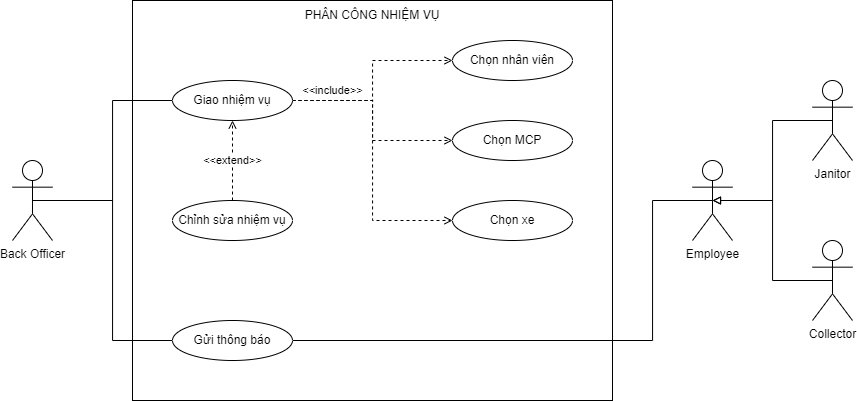 PHÂN CÔNG NHIỆM VỤ
Chọn nhân viên
Giao nhiệm vụ
<<include>>
Chọn MCP
<<extend>>
Janitor
Chỉnh sửa nhiệm vụ
Chọn xe
Back Officer
Employee
Gửi thông báo
Collector